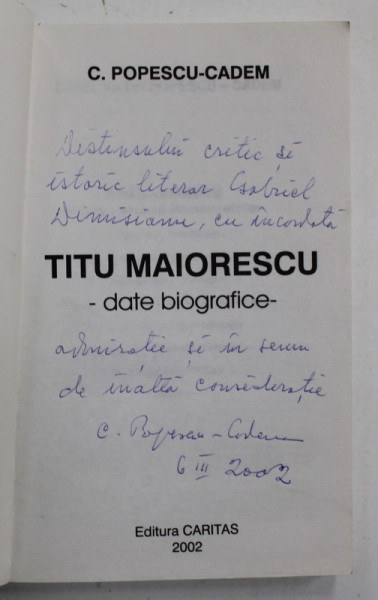 C. POPESCU-CADEM
Distinsului critic și
istoric literar Gabriel
Dimisianu, cu încordată
TITU MAIORESCU
- date biografice-
admirație și în semn
de înaltă considerație
C. Popescu-Cadem
6 III 2002
Editura CARITAS
2002